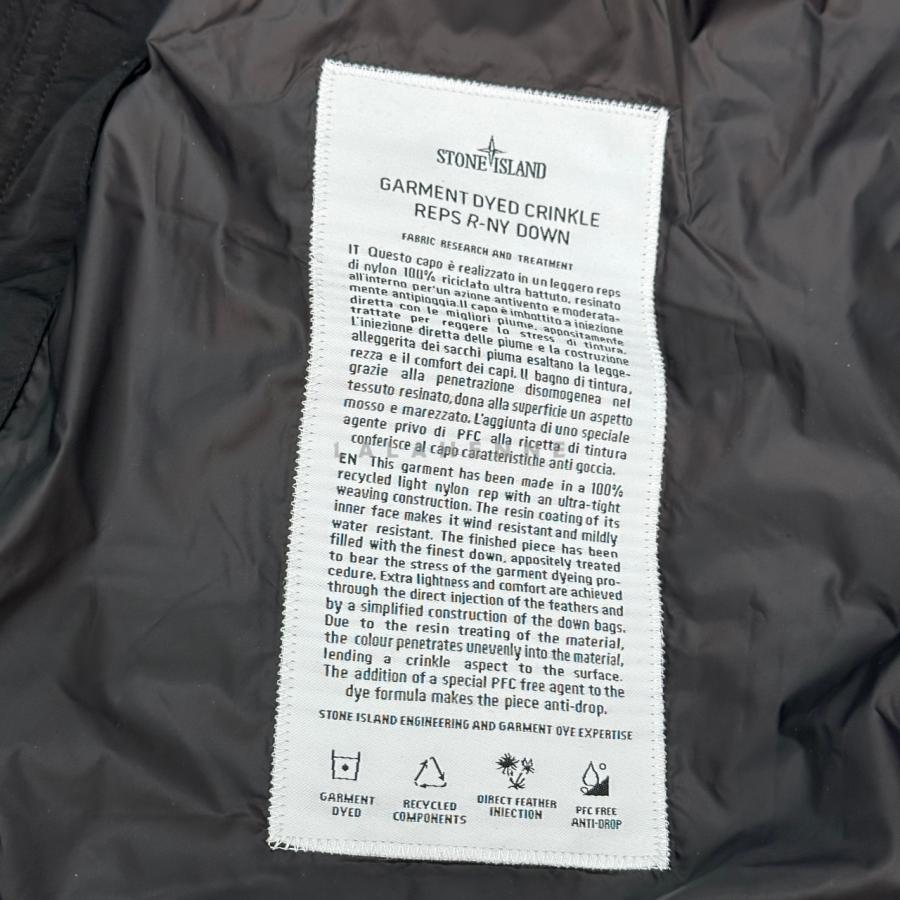 STONE ISLAND
GARMENT DYED CRINKLE
REPS R-NY DOWN
FABRIC RESEARCH AND TREATMENT
IT Questo capo è realizzato in un leggero reps
di nylon 100% riciclato ultra battuto, resinato
all'interno per un azione antivento e moderata-
mente antipioggia. Il capo è imbottito a iniezione
diretta con le migliori piume, appositamente
trattate per reggere lo stress di tintura.
L'iniezione diretta delle piume e la costruzione
alleggerita dei sacchi piuma esaltano la legge-
rezza e il comfort dei capi. Il bagno di tintura,
grazie alla penetrazione disomogenea nel
tessuto resinato, dona alla superficie un aspetto
mosso e marezzato. L'aggiunta di uno speciale
agente privo di PFC alla ricetta di tintura
conferisce al capo caratteristiche anti goccia.
LALAVENNE
EN This garment has been made in a 100%
recycled light nylon rep with an ultra-tight
weaving construction. The resin coating of its
inner face makes it wind resistant and mildly
water resistant. The finished piece has been
filled with the finest down, appositely treated
to bear the stress of the garment dyeing pro-
cedure. Extra lightness and comfort are achieved
through the direct injection of the feathers and
by a simplified construction of the down bags.
Due to the resin treating of the material,
the colour penetrates unevenly into the material,
lending a crinkle aspect to the surface.
The addition of a special PFC free agent to the
dye formula makes the piece anti-drop.
STONE ISLAND ENGINEERING AND GARMENT DYE EXPERTISE
GARMENT
DYED
RECYCLED
COMPONENTS
DIRECT FEATHER
INJECTION
PFC FREE
ANTI-DROP